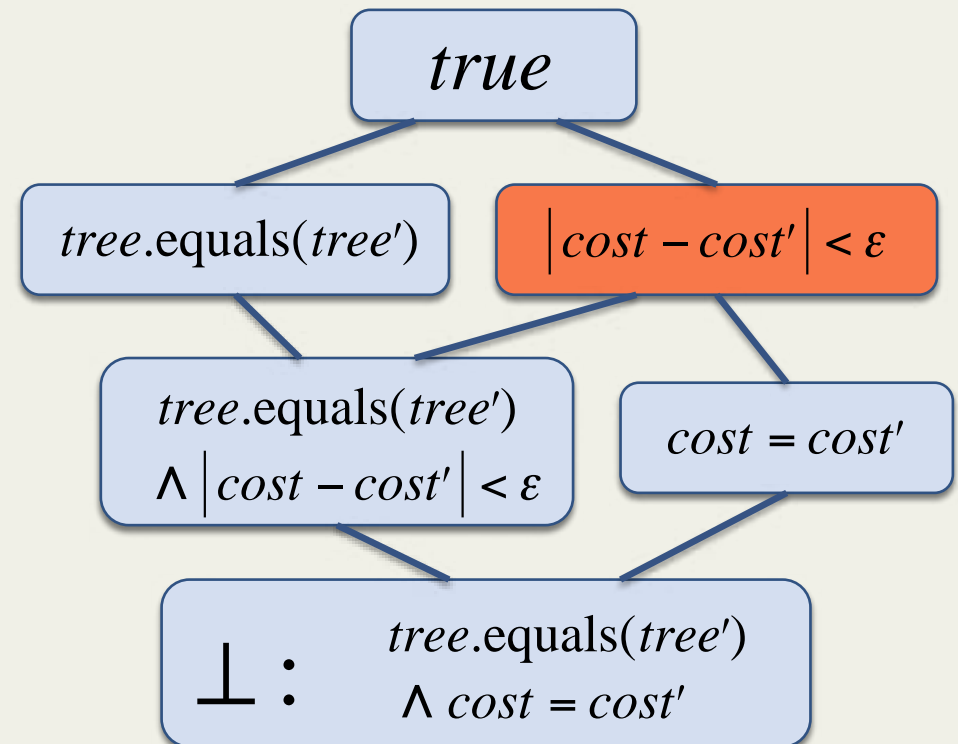 true
tree.equals(tree′)
|cost − cost′| < ε
tree.equals(tree′)
∧ |cost − cost′| < ε
cost = cost′
⊥ : tree.equals(tree′)
∧ cost = cost′